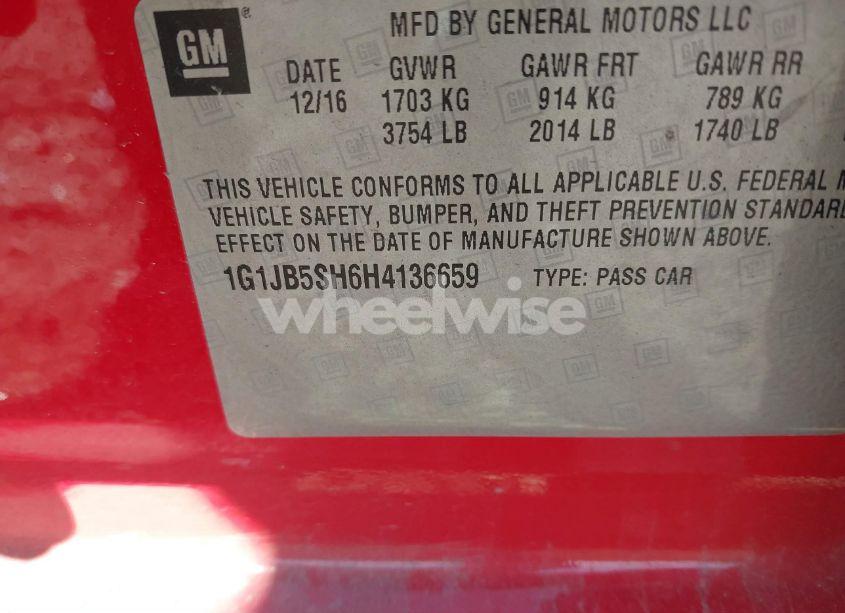 GM®
MFD BY GENERAL MOTORS LLC
DATE GVWR GAWR FRT GAWR RR
12/16 1703 KG 914 KG 789 KG
3754 LB 2014 LB 1740 LB
THIS VEHICLE CONFORMS TO ALL APPLICABLE U.S. FEDERAL
VEHICLE SAFETY, BUMPER, AND THEFT PREVENTION STANDAR
EFFECT ON THE DATE OF MANUFACTURE SHOWN ABOVE.
1G1JB5SH6H4136659 TYPE: PASS CAR
wheelwise